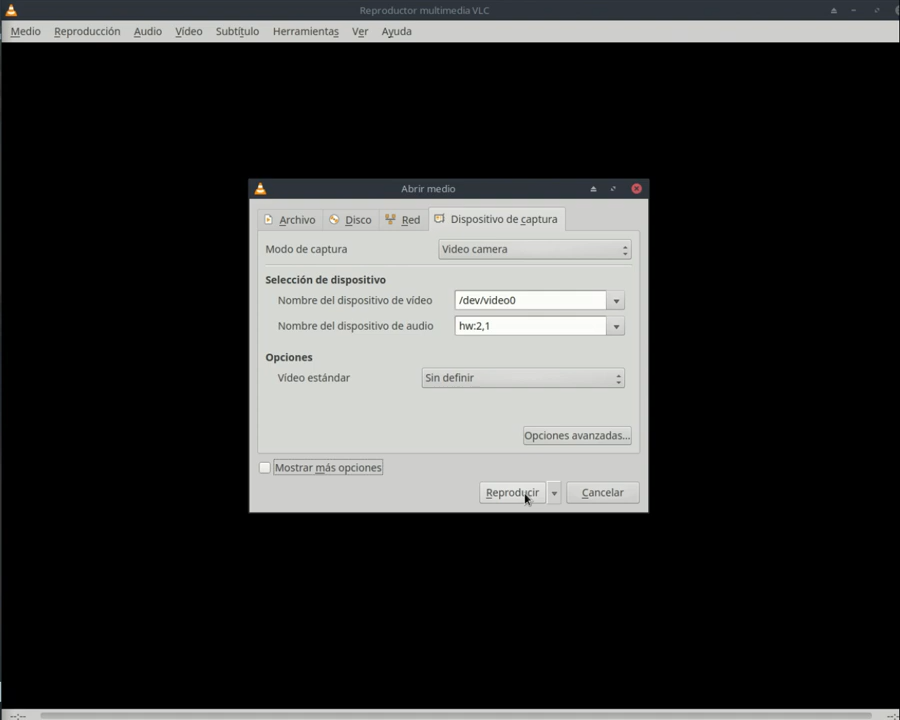 Reproductor multimedia VLC
Medio Reproducción Audio Vídeo Subtítulo Herramientas Ver Ayuda
Abrir medio
Archivo Disco Red Dispositivo de captura
Modo de captura Video camera
Selección de dispositivo
Nombre del dispositivo de vídeo /dev/video0
Nombre del dispositivo de audio hw:2,1
Opciones
Vídeo estándar Sin definir
Opciones avanzadas...
Mostrar más opciones
Reproducir Cancelar
--:-- --:--